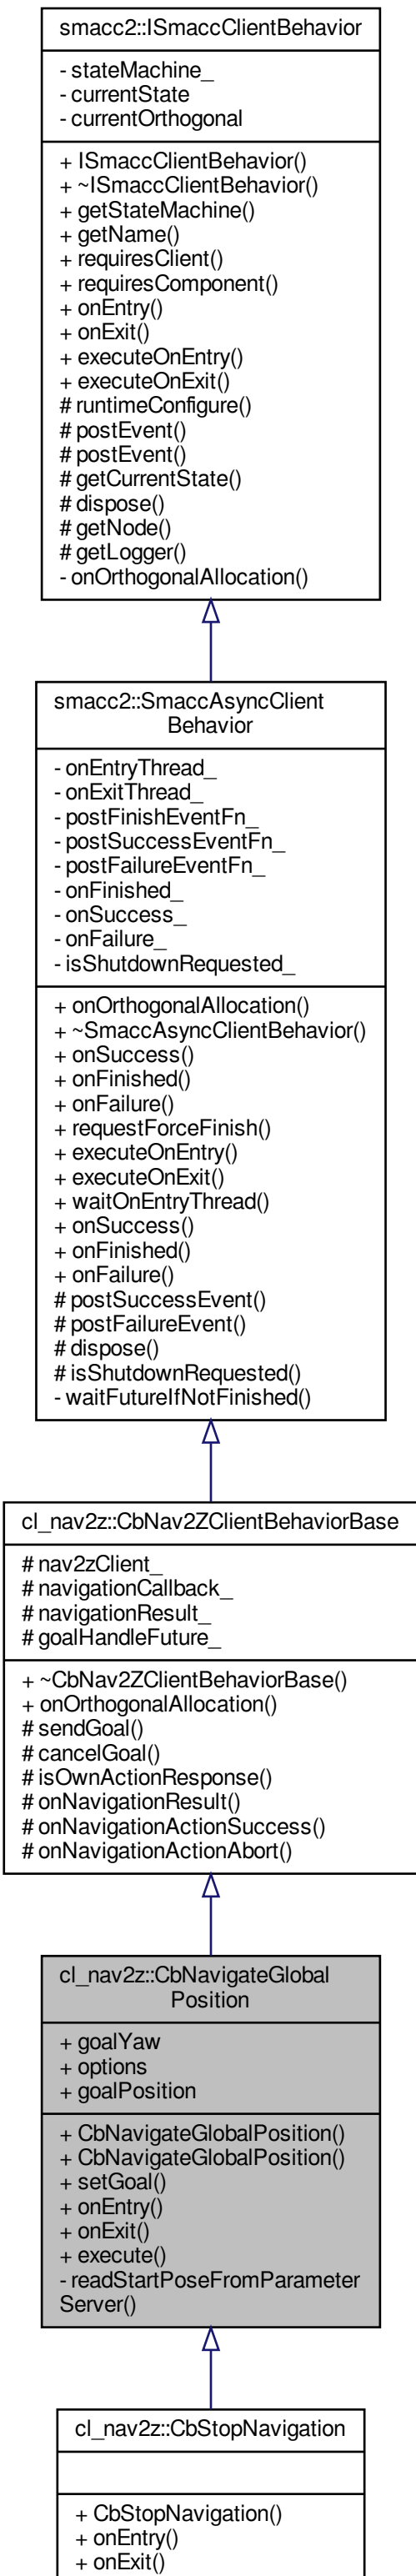 smacc2::ISmaccClientBehavior
- stateMachine_
- currentState
- currentOrthogonal
+ ISmaccClientBehavior()
+ ~ISmaccClientBehavior()
+ getStateMachine()
+ getName()
+ requiresClient()
+ requiresComponent()
+ onEntry()
+ onExit()
+ executeOnEntry()
+ executeOnExit()
# runtimeConfigure()
# postEvent()
# postEvent()
# getCurrentState()
# dispose()
# getNode()
# getLogger()
- onOrthogonalAllocation()
smacc2::SmaccAsyncClient
Behavior
- onEntryThread_
- onExitThread_
- postFinishEventFn_
- postSuccessEventFn_
- postFailureEventFn_
- onFinished_
- onSuccess_
- onFailure_
- isShutdownRequested_
+ onOrthogonalAllocation()
+ ~SmaccAsyncClientBehavior()
+ onSuccess()
+ onFinished()
+ onFailure()
+ requestForceFinish()
+ executeOnEntry()
+ executeOnExit()
+ waitOnEntryThread()
+ onSuccess()
+ onFinished()
+ onFailure()
# postSuccessEvent()
# postFailureEvent()
# dispose()
# isShutdownRequested()
- waitFutureIfNotFinished()
cl_nav2z::CbNav2ZClientBehaviorBase
# nav2zClient_
# navigationCallback_
# navigationResult_
# goalHandleFuture_
+ ~CbNav2ZClientBehaviorBase()
+ onOrthogonalAllocation()
# sendGoal()
# cancelGoal()
# isOwnActionResponse()
# onNavigationResult()
# onNavigationActionSuccess()
# onNavigationActionAbort()
cl_nav2z::CbNavigateGlobal
Position
+ goalYaw
+ options
+ goalPosition
+ CbNavigateGlobalPosition()
+ CbNavigateGlobalPosition()
+ setGoal()
+ onEntry()
+ onExit()
+ execute()
- readStartPoseFromParameter
Server()
cl_nav2z::CbStopNavigation
+ CbStopNavigation()
+ onEntry()
+ onExit()